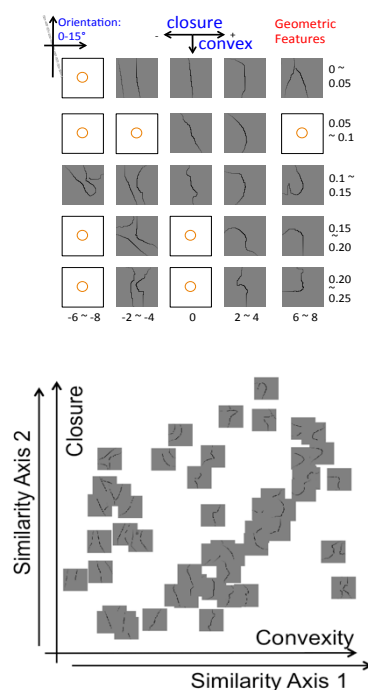 Orientation:
0-15°
closure
- +
convex
Geometric
Features
0 ~
0.05
0.05
~ 0.1
0.1 ~
0.15
0.15
~
0.20
0.20
~
0.25
-6 ~ -8 -2 ~ -4 0 2 ~ 4 6 ~ 8
Similarity Axis 2
Closure
Convexity
Similarity Axis 1